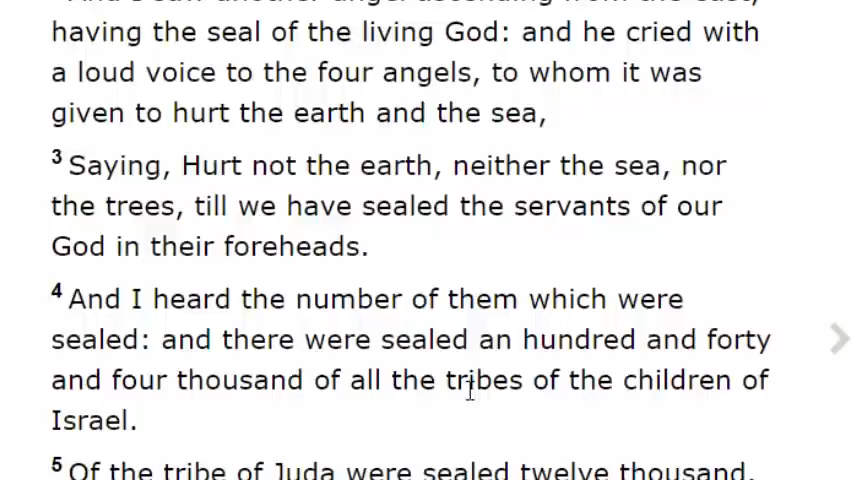 having the seal of the living God: and he cried with
a loud voice to the four angels, to whom it was
given to hurt the earth and the sea,
3 Saying, Hurt not the earth, neither the sea, nor
the trees, till we have sealed the servants of our
God in their foreheads.
4 And I heard the number of them which were
sealed: and there were sealed an hundred and forty
and four thousand of all the tribes of the children of
Israel.
5 Of the tribe of Juda were sealed twelve thousand.